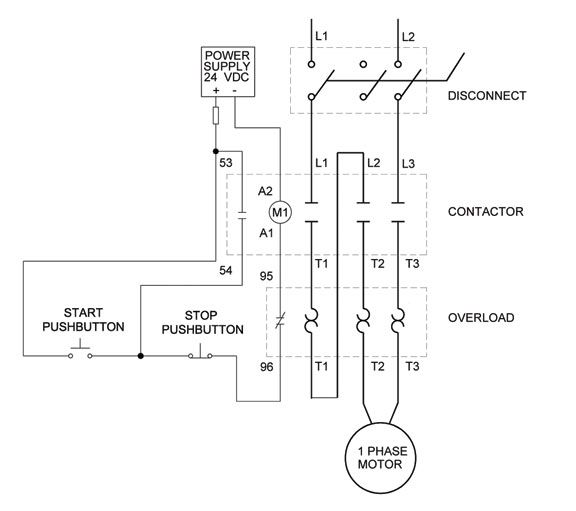 L1
L2
POWER
SUPPLY
24 VDC
+ -
DISCONNECT
53
L1
L2
L3
A2
M1
A1
CONTACTOR
54
95
T1
T2
T3
START
PUSHBUTTON
STOP
PUSHBUTTON
OVERLOAD
96
T1
T2
T3
1 PHASE
MOTOR